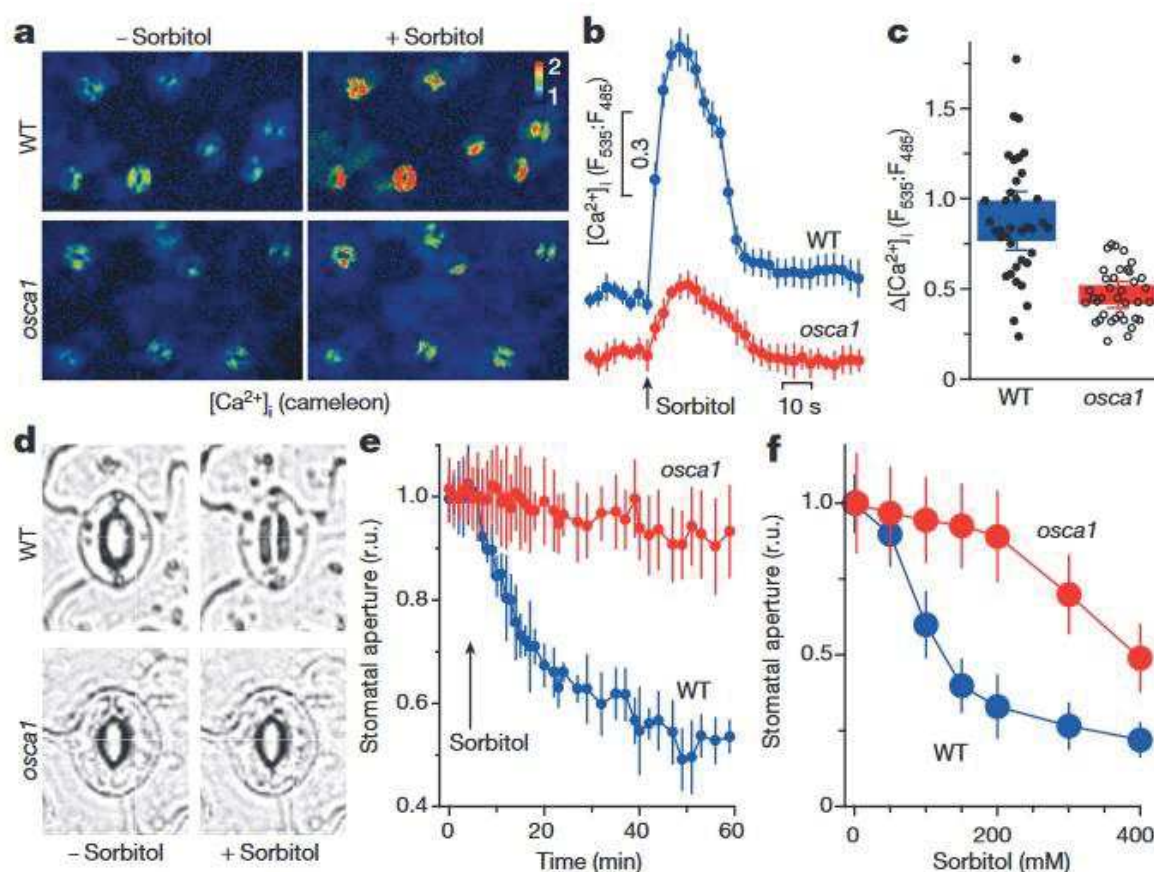 a
– Sorbitol
+ Sorbitol
WT
2
1
osca1
[Ca²⁺]ᵢ (cameleon)
b
[Ca²⁺]ᵢ (F₅₃₅:F₄₈₅)
0.3
WT
osca1
Sorbitol
10 s
c
Δ[Ca²⁺]ᵢ (F₅₃₅:F₄₈₅)
1.5
1.0
0.5
0
WT
osca1
d
WT
osca1
– Sorbitol
+ Sorbitol
e
Stomatal aperture (r.u.)
1.0
0.8
0.6
0.4
osca1
WT
Sorbitol
0
20
40
60
Time (min)
f
Stomatal aperture (r.u.)
1.0
0.5
0
osca1
WT
0
200
400
Sorbitol (mM)